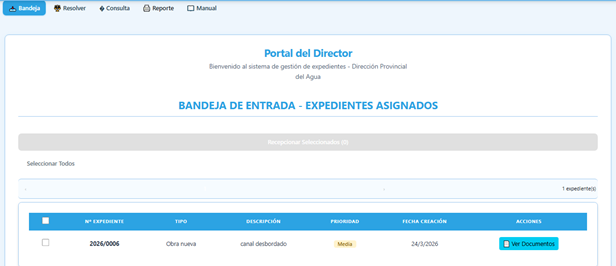 Bandeja Resolver Consulta Reporte Manual
Portal del Director
Bienvenido al sistema de gestión de expedientes - Dirección Provincial
del Agua
BANDEJA DE ENTRADA - EXPEDIENTES ASIGNADOS
Recepcionar Seleccionados (0)
Seleccionar Todos
1 expediente(s)
Nº EXPEDIENTE TIPO DESCRIPCIÓN PRIORIDAD FECHA CREACIÓN ACCIONES
2026/0006 Obra nueva canal desbordado Media 24/3/2026 Ver Documentos